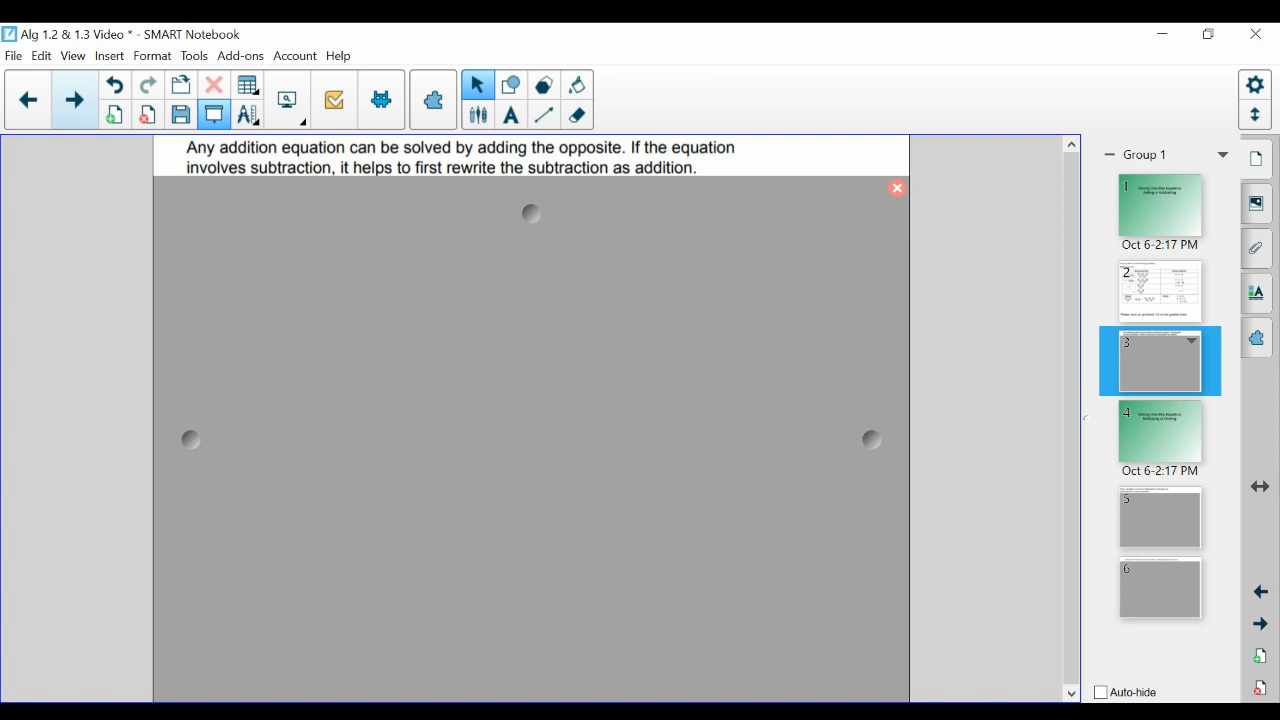 Alg 1.2 & 1.3 Video * - SMART Notebook
File Edit View Insert Format Tools Add-ons Account Help
Any addition equation can be solved by adding the opposite. If the equation
involves subtraction, it helps to first rewrite the subtraction as addition.
Group 1
1
Oct 6-2:17 PM
2
3
4
Oct 6-2:17 PM
5
6
Auto-hide